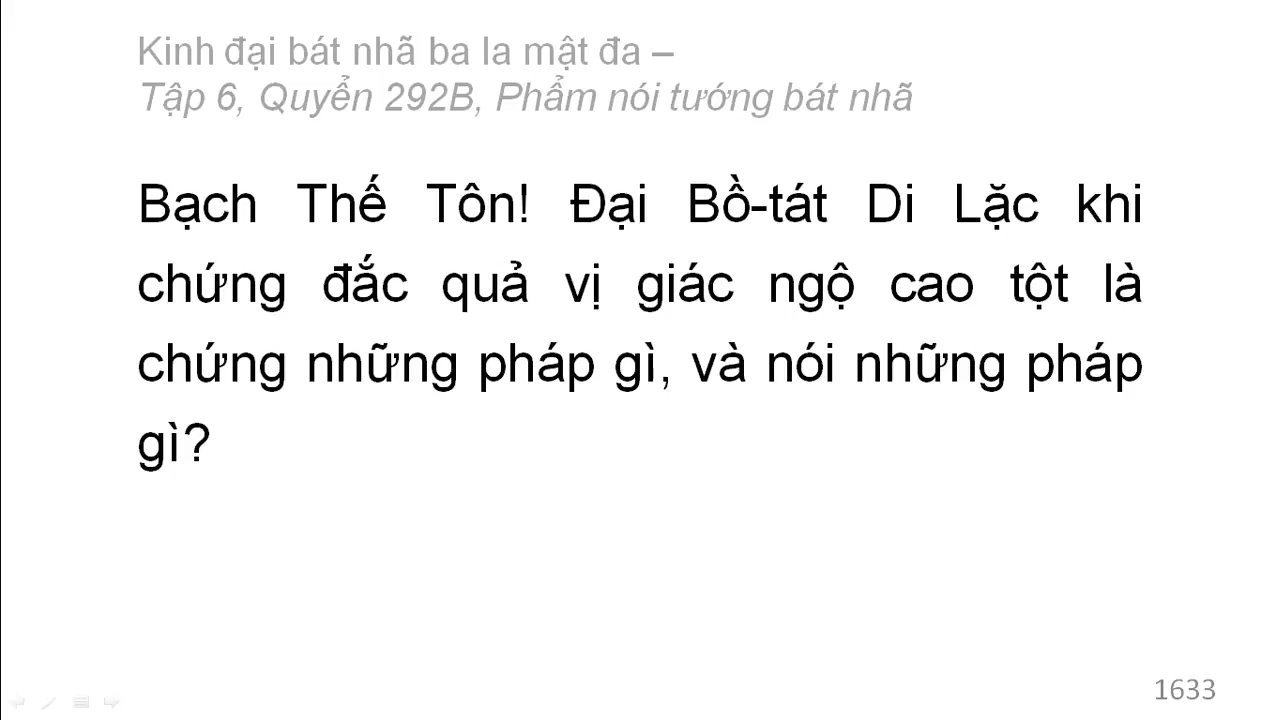 Kinh đại bát nhã ba la mật đa –
Tập 6, Quyển 292B, Phẩm nói tướng bát nhã
Bạch Thế Tôn! Đại Bồ-tát Di Lặc khi
chứng đắc quả vị giác ngộ cao tột là
chứng những pháp gì, và nói những pháp
gì?
1633